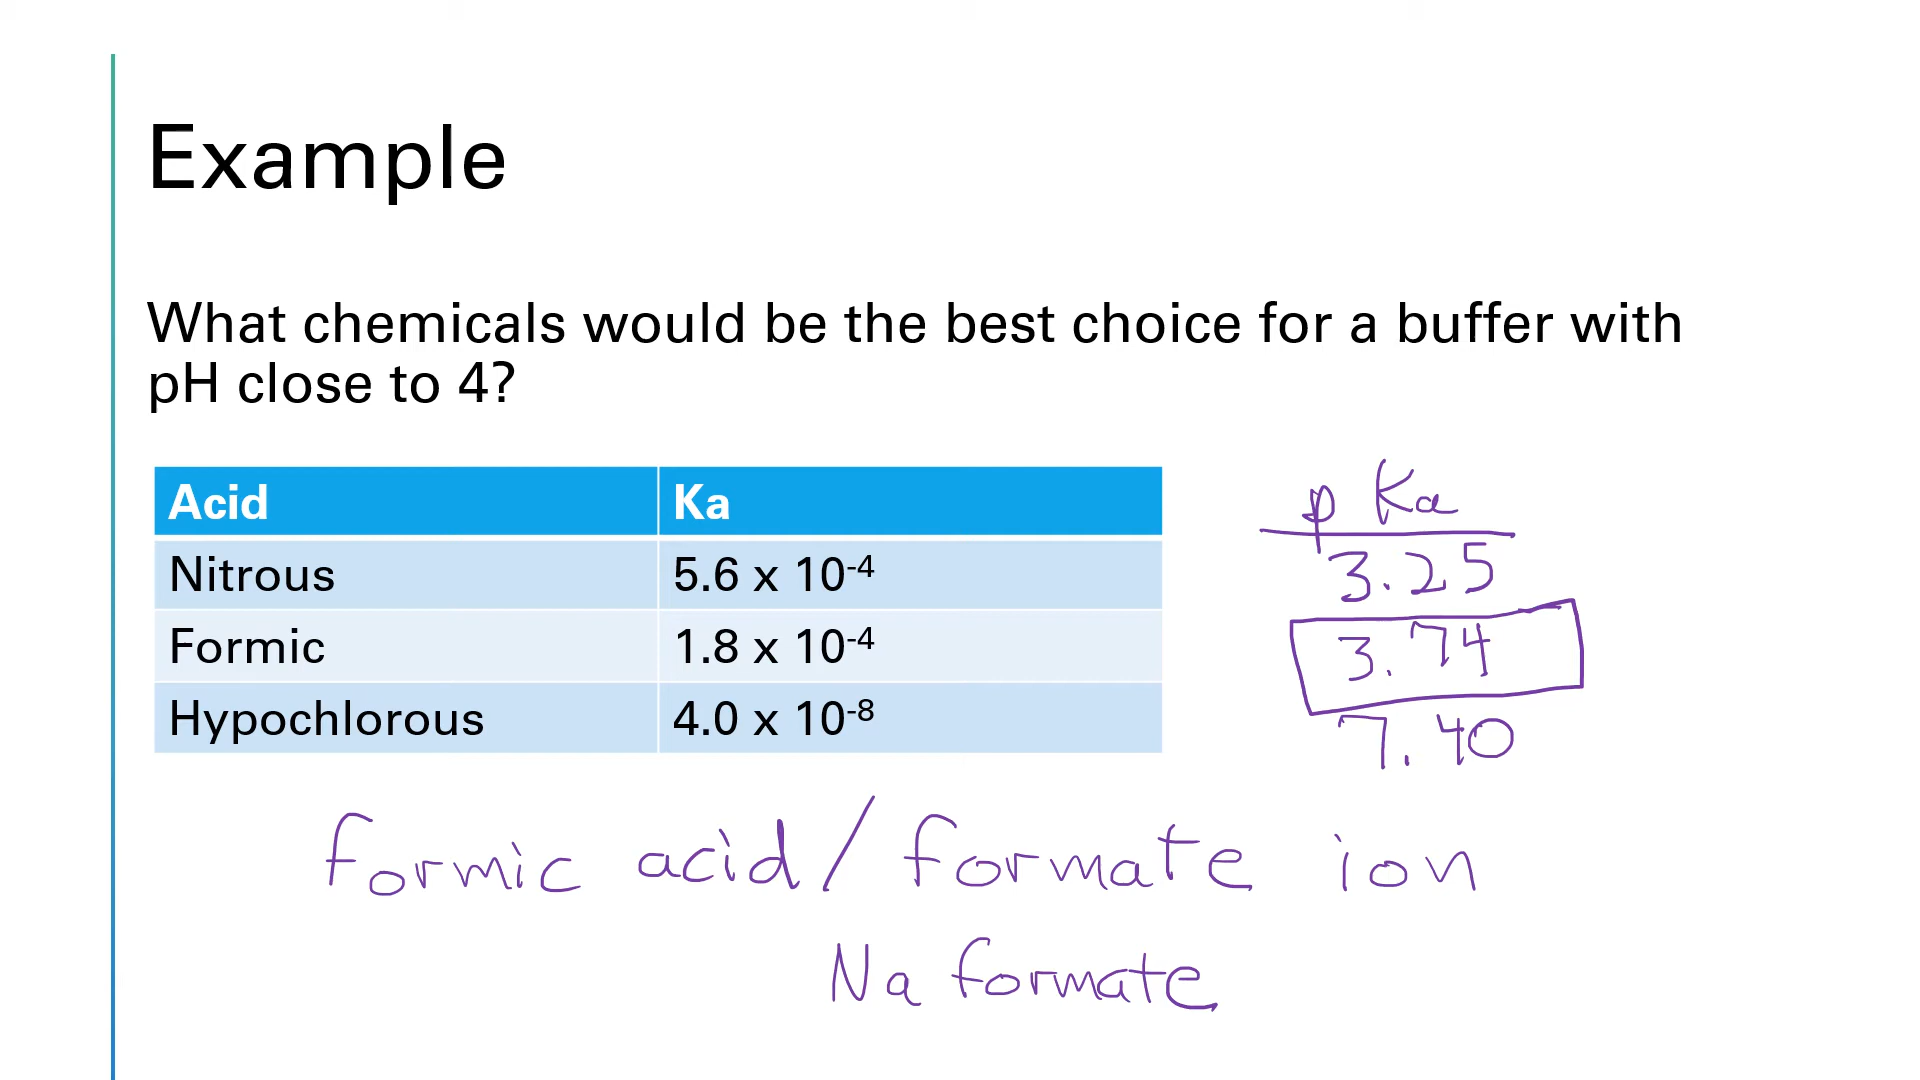 Example
What chemicals would be the best choice for a buffer with
pH close to 4?
Acid Ka p Ka
Nitrous 5.6 x 10⁻⁴ 3.25
Formic 1.8 x 10⁻⁴ 3.74
Hypochlorous 4.0 x 10⁻⁸ 7.40
formic acid / formate ion
Na formate